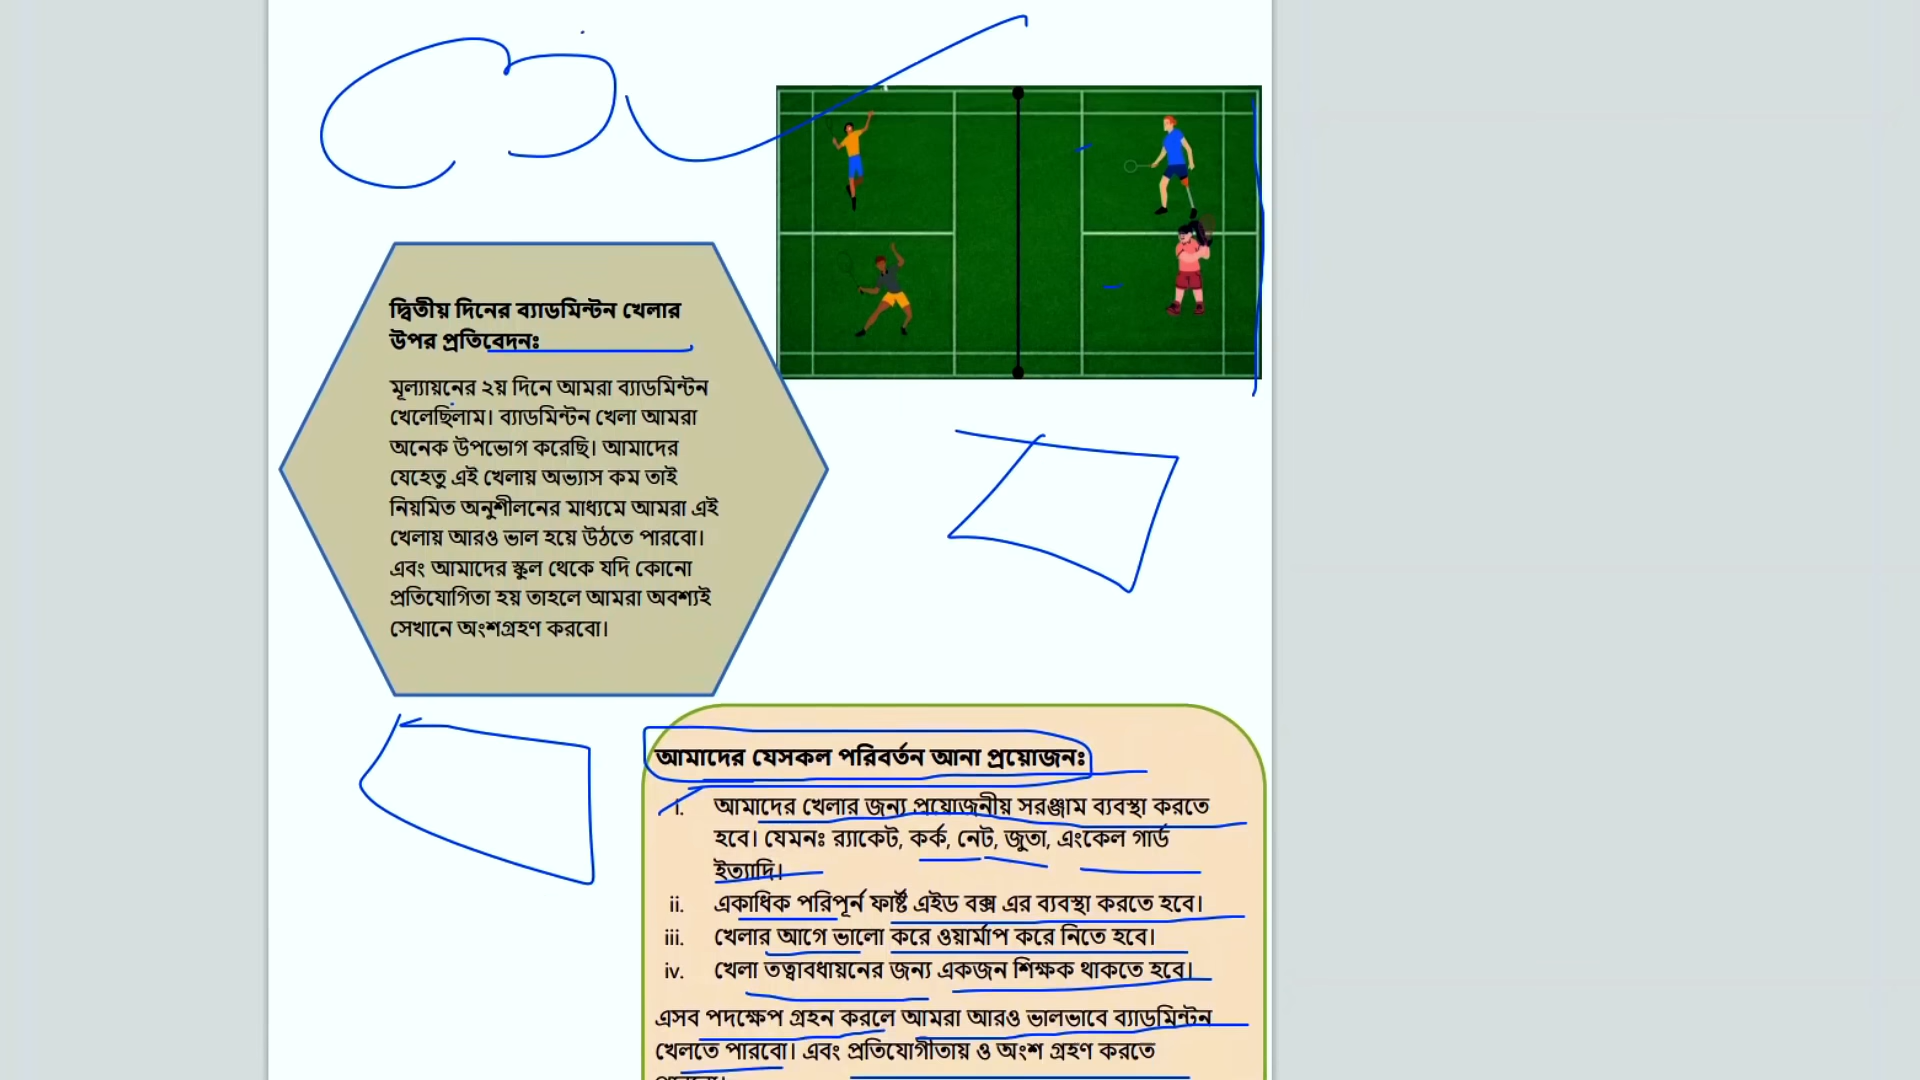 দ্বিতীয় দিনের ব্যাডমিন্টন খেলার
উপর প্রতিবেদনঃ
মূল্যায়নের ২য় দিনে আমরা ব্যাডমিন্টন
খেলেছিলাম। ব্যাডমিন্টন খেলা আমরা
অনেক উপভোগ করেছি। আমাদের
যেহেতু এই খেলায় অভ্যাস কম তাই
নিয়মিত অনুশীলনের মাধ্যমে আমরা এই
খেলায় আরও ভাল হয়ে উঠতে পারবো।
এবং আমাদের স্কুল থেকে যদি কোনো
প্রতিযোগিতা হয় তাহলে আমরা অবশ্যই
সেখানে অংশগ্রহণ করবো।
আমাদের যেসকল পরিবর্তন আনা প্রয়োজনঃ
i. আমাদের খেলার জন্য প্রয়োজনীয় সরঞ্জাম ব্যবস্থা করতে
হবে। যেমনঃ র‍্যাকেট, কর্ক, নেট, জুতা, এংকেল গার্ড
ইত্যাদি।
ii. একাধিক পরিপূর্ন ফার্ষ্ট এইড বক্স এর ব্যবস্থা করতে হবে।
iii. খেলার আগে ভালো করে ওয়ার্মাপ করে নিতে হবে।
iv. খেলা তত্বাবধায়নের জন্য একজন শিক্ষক থাকতে হবে।
এসব পদক্ষেপ গ্রহন করলে আমরা আরও ভালভাবে ব্যাডমিন্টন
খেলতে পারবো। এবং প্রতিযোগীতায় ও অংশ গ্রহণ করতে